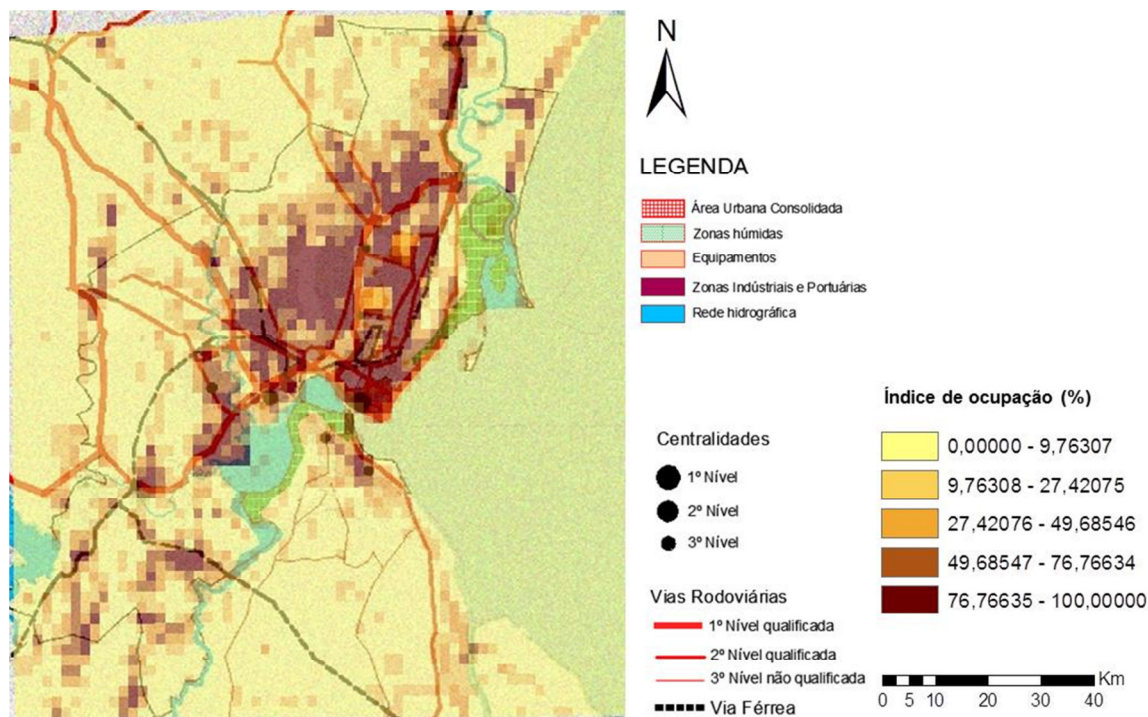 N
LEGENDA
Área Urbana Consolidada
Zonas húmidas
Equipamentos
Zonas Indústriais e Portuárias
Rede hidrográfica
Centralidades
1º Nível
2º Nível
3º Nível
Vias Rodoviárias
1º Nível qualificada
2º Nível qualificada
3º Nível não qualificada
Via Férrea
Índice de ocupação (%)
0,00000 - 9,76307
9,76308 - 27,42075
27,42076 - 49,68546
49,68547 - 76,76634
76,76635 - 100,00000
Km
0 5 10 20 30 40